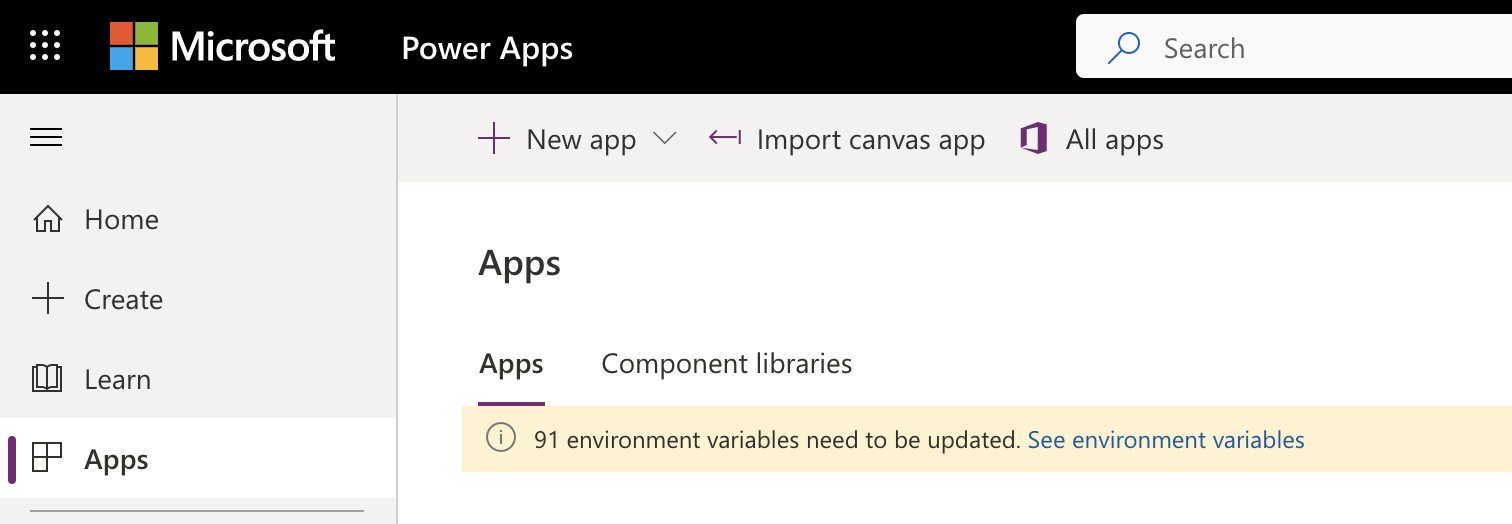 Microsoft Power Apps Search
New app Import canvas app All apps
Home
Create
Learn
Apps
Apps
Apps Component libraries
91 environment variables need to be updated. See environment variables